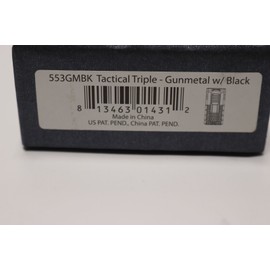 553GMBK Tactical Triple - Gunmetal w/ Black
8 13463 01431 2
Made in China
US PAT. PEND., CHINA PAT. PEND.